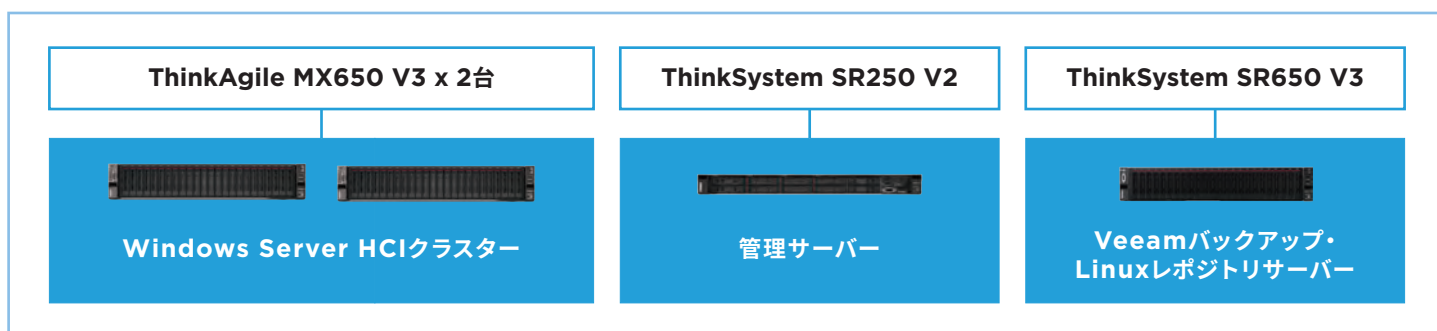 ThinkAgile MX650 V3 x 2台
ThinkSystem SR250 V2
ThinkSystem SR650 V3
Windows Server HCIクラスター
管理サーバー
Veeamバックアップ・
Linuxレポジトリサーバー